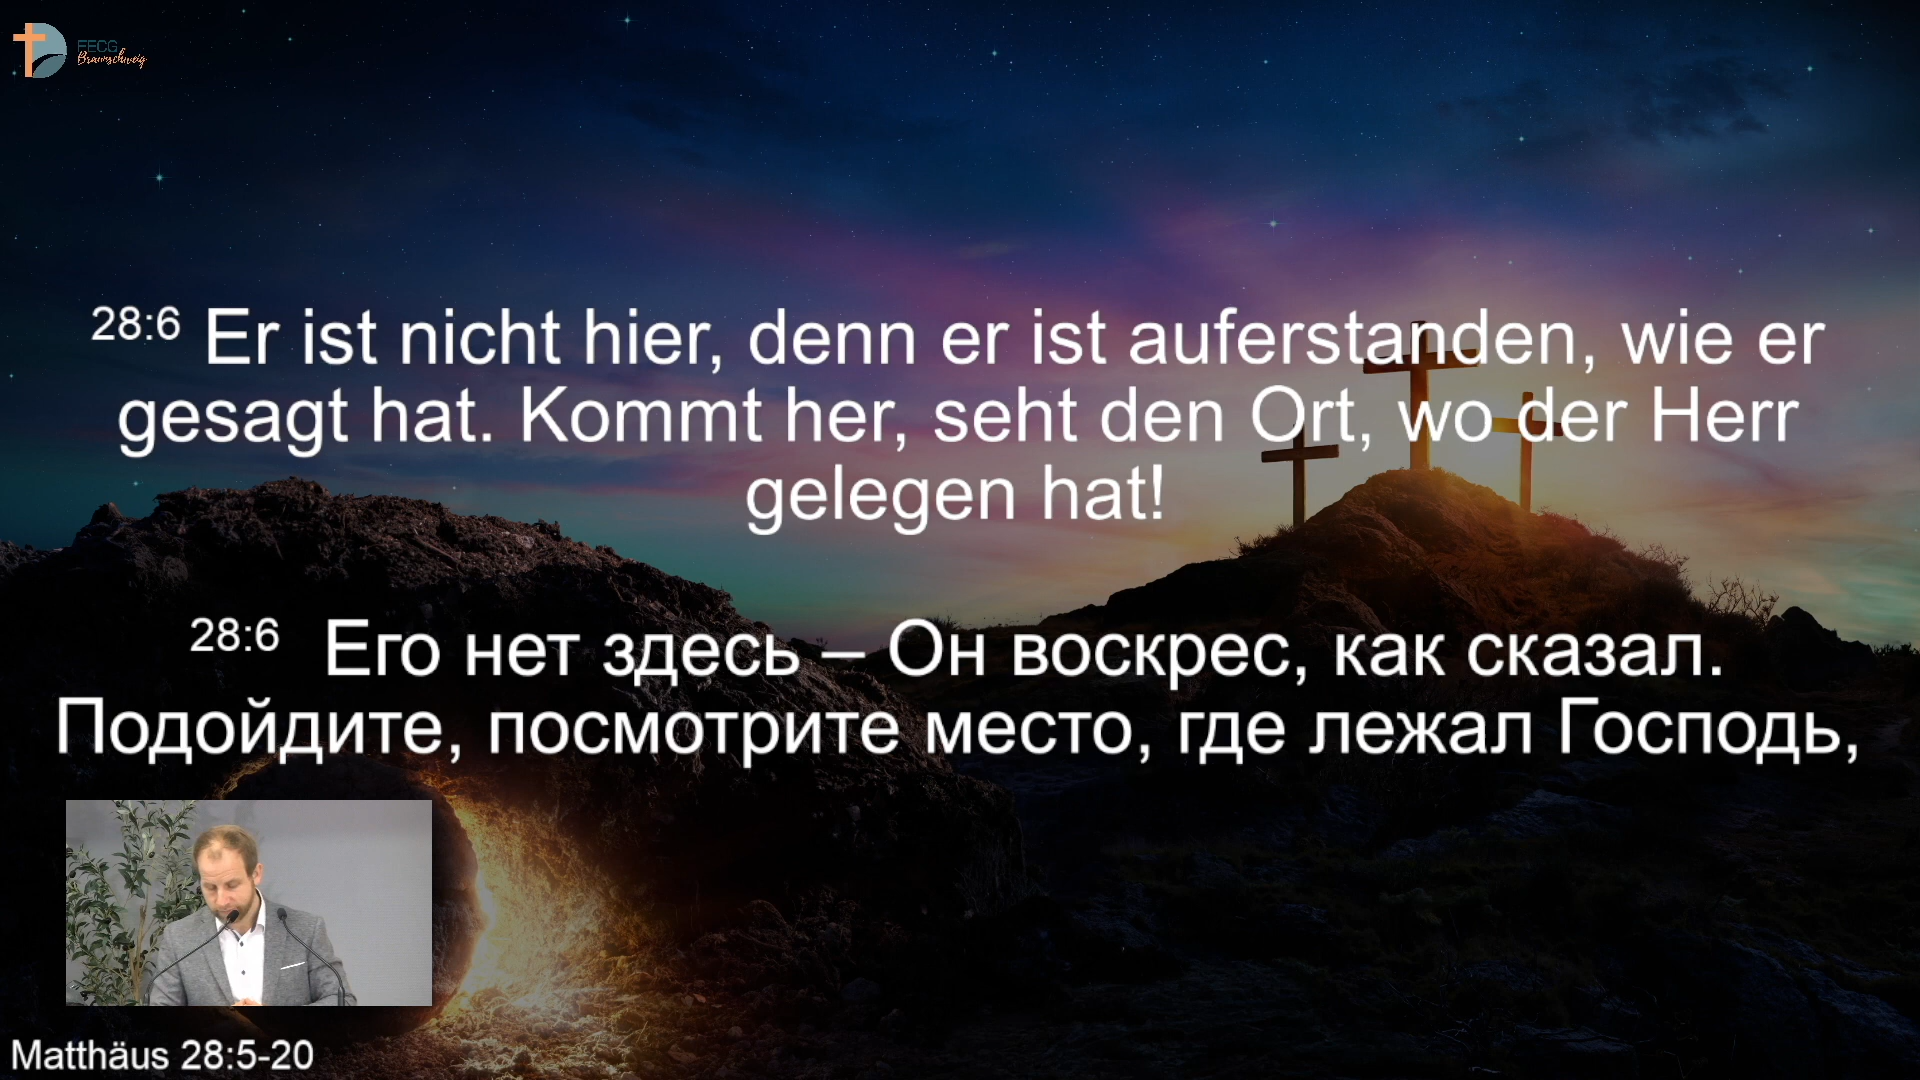 FECG
Braunschweig
28:6 Er ist nicht hier, denn er ist auferstanden, wie er
gesagt hat. Kommt her, seht den Ort, wo der Herr
gelegen hat!
28:6 Его нет здесь – Он воскрес, как сказал.
Подойдите, посмотрите место, где лежал Господь,
Matthäus 28:5-20